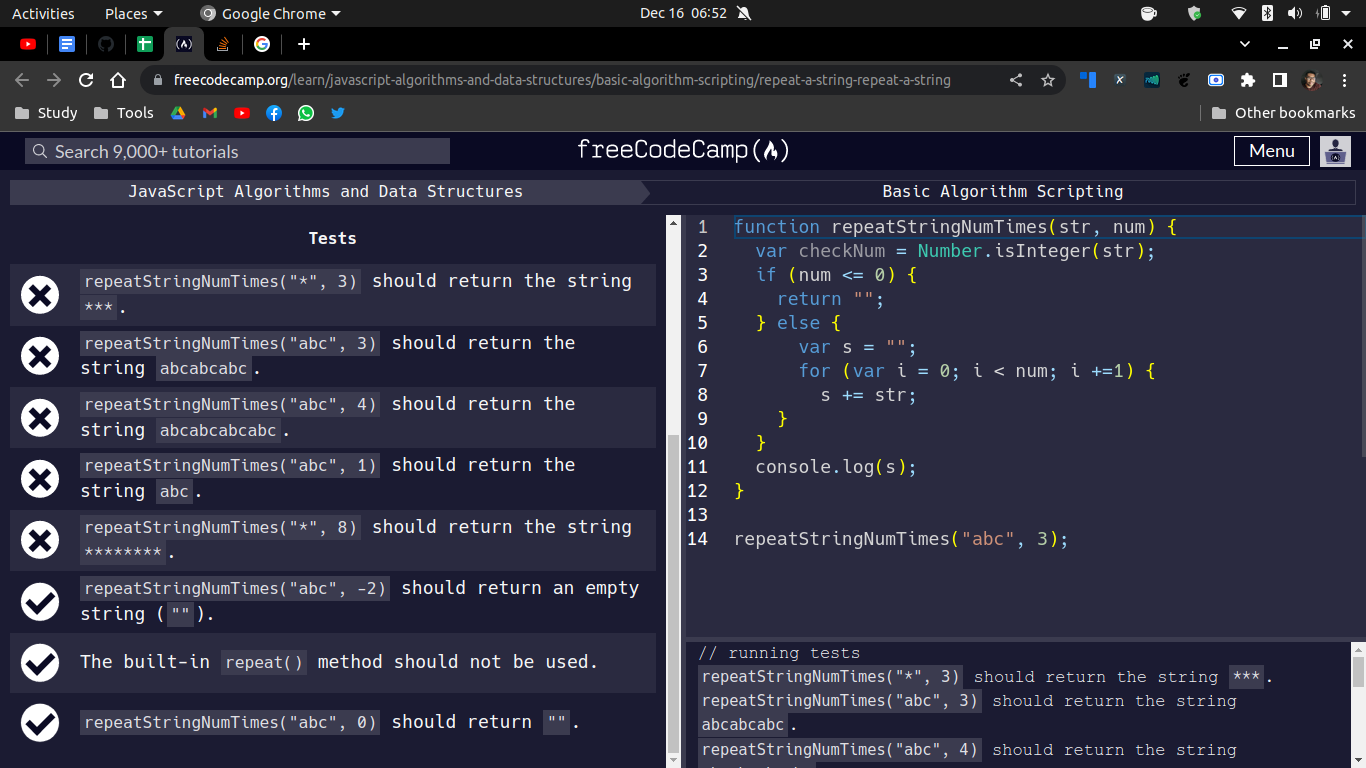 Activities Places Google Chrome Dec 16 06:52
freecodecamp.org/learn/javascript-algorithms-and-data-structures/basic-algorithm-scripting/repeat-a-string-repeat-a-string
Study Tools Other bookmarks
Search 9,000+ tutorials freeCodeCamp Menu
JavaScript Algorithms and Data Structures Basic Algorithm Scripting
Tests
repeatStringNumTimes("*", 3) should return the string
***.
repeatStringNumTimes("abc", 3) should return the
string abcabcabc.
repeatStringNumTimes("abc", 4) should return the
string abcabcabcabc.
repeatStringNumTimes("abc", 1) should return the
string abc.
repeatStringNumTimes("*", 8) should return the string
********.
repeatStringNumTimes("abc", -2) should return an empty
string ("").
The built-in repeat() method should not be used.
repeatStringNumTimes("abc", 0) should return "".
1 function repeatStringNumTimes(str, num) {
2 var checkNum = Number.isInteger(str);
3 if (num <= 0) {
4 return "";
5 } else {
6 var s = "";
7 for (var i = 0; i < num; i +=1) {
8 s += str;
9 }
10 }
11 console.log(s);
12 }
13
14 repeatStringNumTimes("abc", 3);
// running tests
repeatStringNumTimes("*", 3) should return the string ***.
repeatStringNumTimes("abc", 3) should return the string
abcabcabc.
repeatStringNumTimes("abc", 4) should return the string